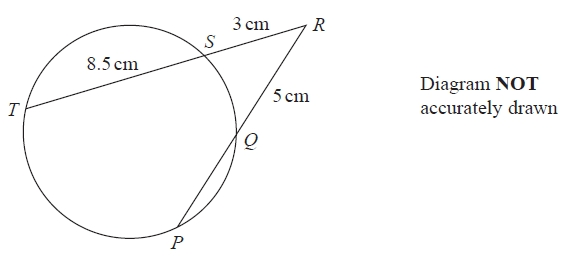 3 cm
R
S
8.5 cm
Diagram NOT
accurately drawn
5 cm
T
Q
P